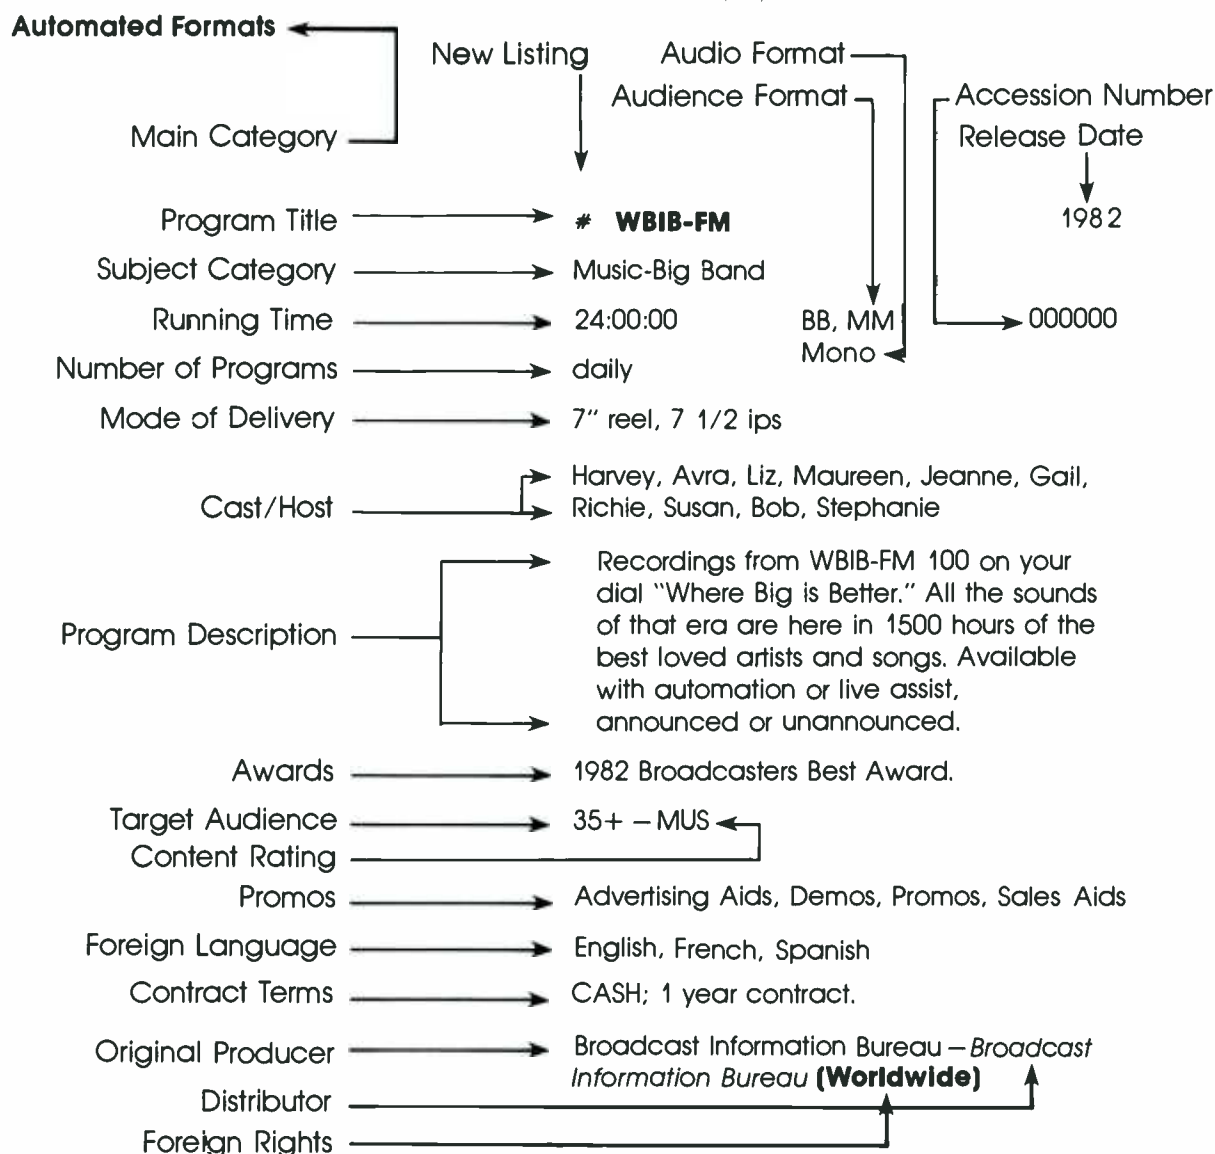 Automated Formats
New Listing
Audio Format
Audience Format
Accession Number
Main Category
Release Date
Program Title
# WBIB-FM
1982
Subject Category
Music-Big Band
Running Time
24:00:00
BB, MM
000000
Mono
Number of Programs
daily
Mode of Delivery
7" reel, 7 1/2 ips
Cast/Host
Harvey, Avra, Liz, Maureen, Jeanne, Gail,
Richie, Susan, Bob, Stephanie
Program Description
Recordings from WBIB-FM 100 on your
dial "Where Big is Better." All the sounds
of that era are here in 1500 hours of the
best loved artists and songs. Available
with automation or live assist,
announced or unannounced.
Awards
1982 Broadcasters Best Award.
Target Audience
35+ – MUS
Content Rating
Promos
Advertising Aids, Demos, Promos, Sales Aids
Foreign Language
English, French, Spanish
Contract Terms
CASH; 1 year contract.
Original Producer
Broadcast Information Bureau – Broadcast
Information Bureau (Worldwide)
Distributor
Foreign Rights